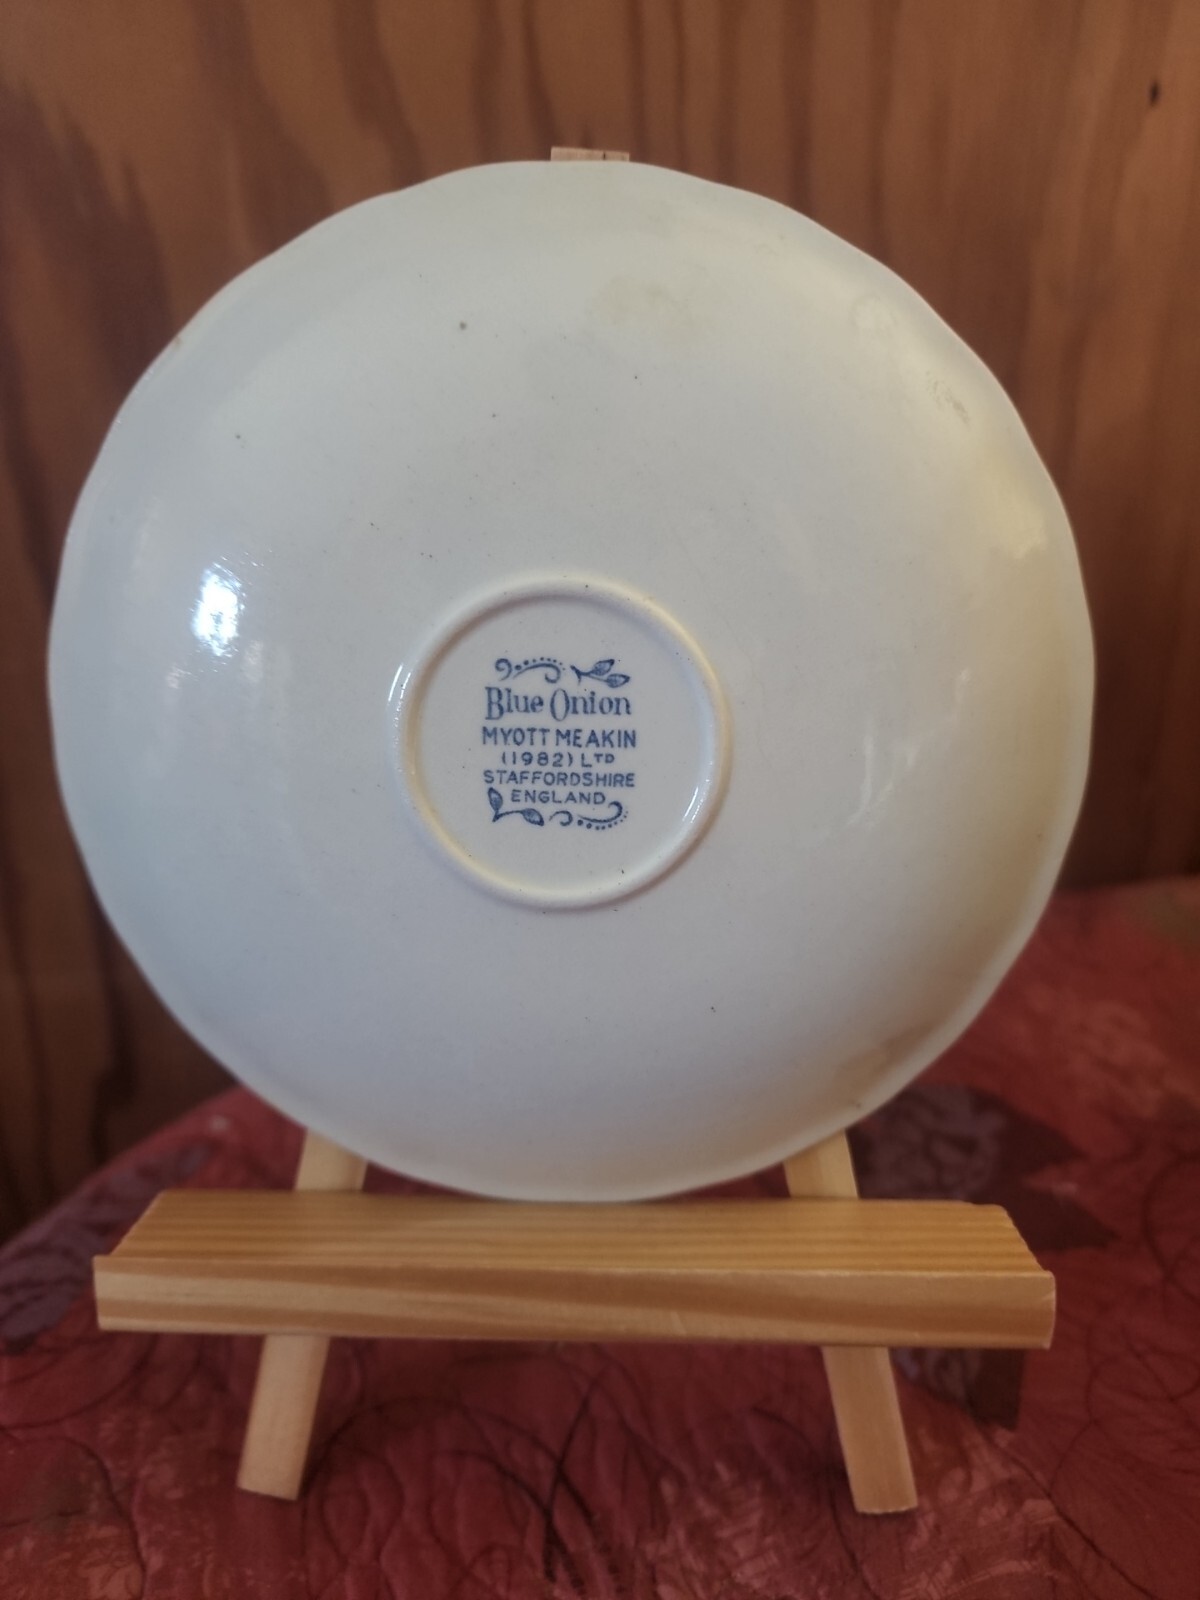 Blue Onion
MYOTT MEAKIN
(1982) LTD
STAFFORDSHIRE
ENGLAND